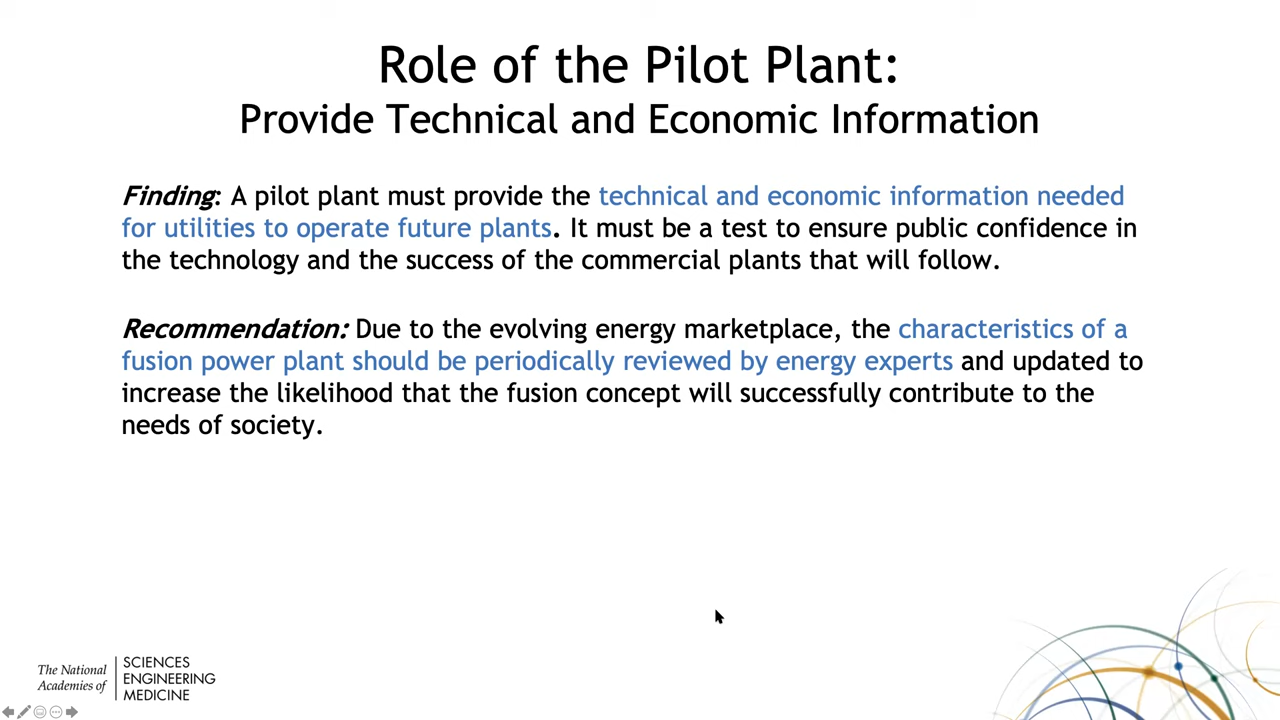 Role of the Pilot Plant:
Provide Technical and Economic Information
Finding: A pilot plant must provide the technical and economic information needed
for utilities to operate future plants. It must be a test to ensure public confidence in
the technology and the success of the commercial plants that will follow.
Recommendation: Due to the evolving energy marketplace, the characteristics of a
fusion power plant should be periodically reviewed by energy experts and updated to
increase the likelihood that the fusion concept will successfully contribute to the
needs of society.
The National
Academies of
SCIENCES
ENGINEERING
MEDICINE